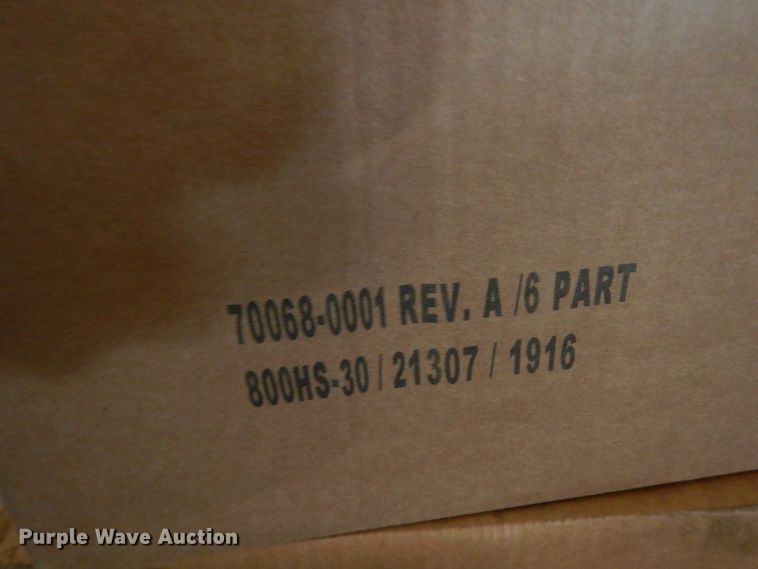 70068-0001 REV. A /6 PART
800HS-30 / 21307 / 1916
Purple Wave Auction